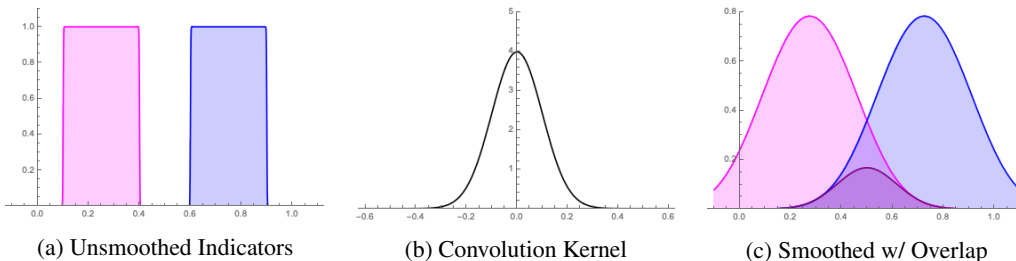 1.0
0.8
0.6
0.4
0.2
0.0 0.2 0.4 0.6 0.8 1.0
(a) Unsmoothed Indicators
5
4
3
2
1
−0.6 −0.4 −0.2 0.0 0.2 0.4 0.6
(b) Convolution Kernel
0.8
0.6
0.4
0.2
0.0 0.2 0.4 0.6 0.8 1.0
(c) Smoothed w/ Overlap